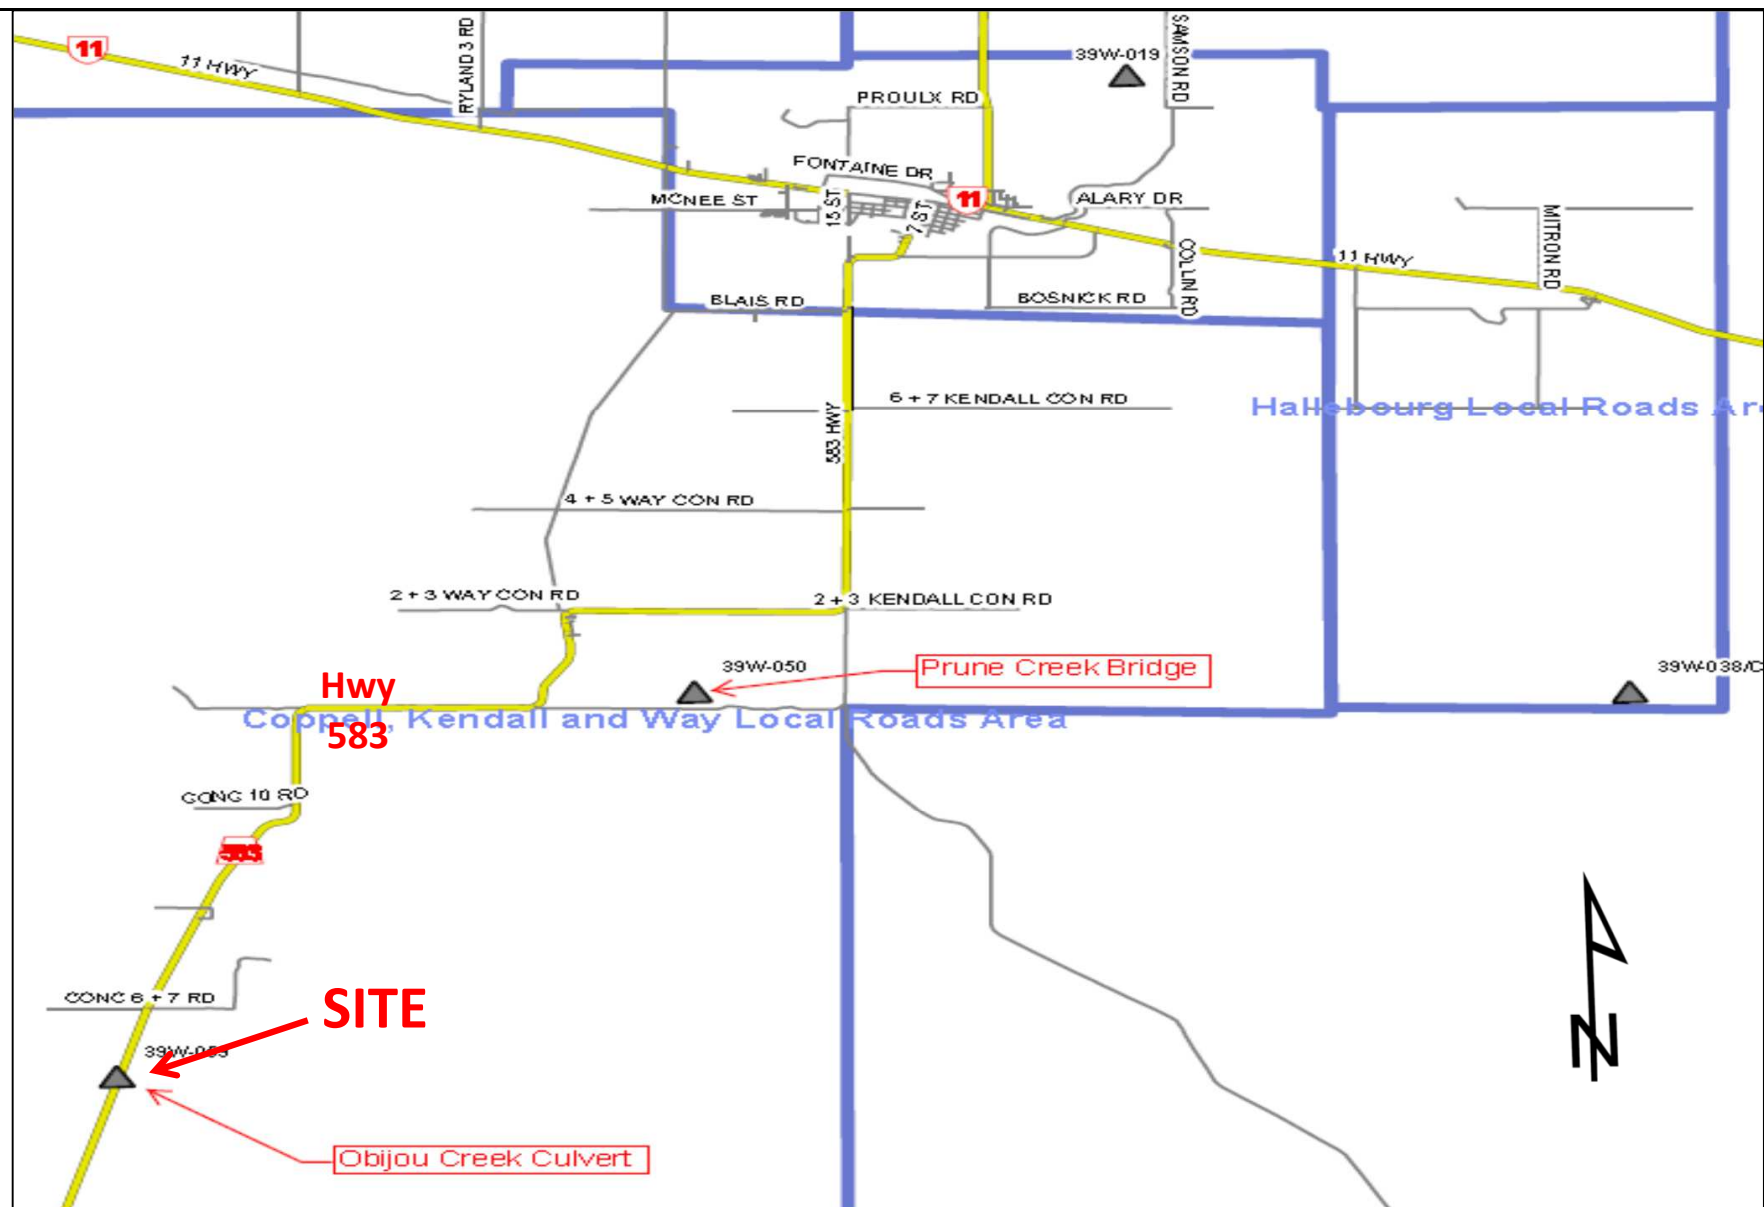 11
11 HWY
RYLAND 3 RD
39W-019
SAMSON RD
PROULX RD
FONTAINE DR
MCNEE ST
15 ST
7 ST
11
ALARY DR
COLLIN RD
11 HWY
MITRON RD
BLAIS RD
BOSNICK RD
6 + 7 KENDALL CON RD
Hallebourg Local Roads Ar
583 HWY
4 + 5 WAY CON RD
2 + 3 WAY CON RD
2 + 3 KENDALL CON RD
39W-050
Prune Creek Bridge
39W-038/C
Hwy
583
Coppell, Kendall and Way Local Roads Area
CONC 10 RD
583
CONC 6 + 7 RD
SITE
Obijou Creek Culvert
N